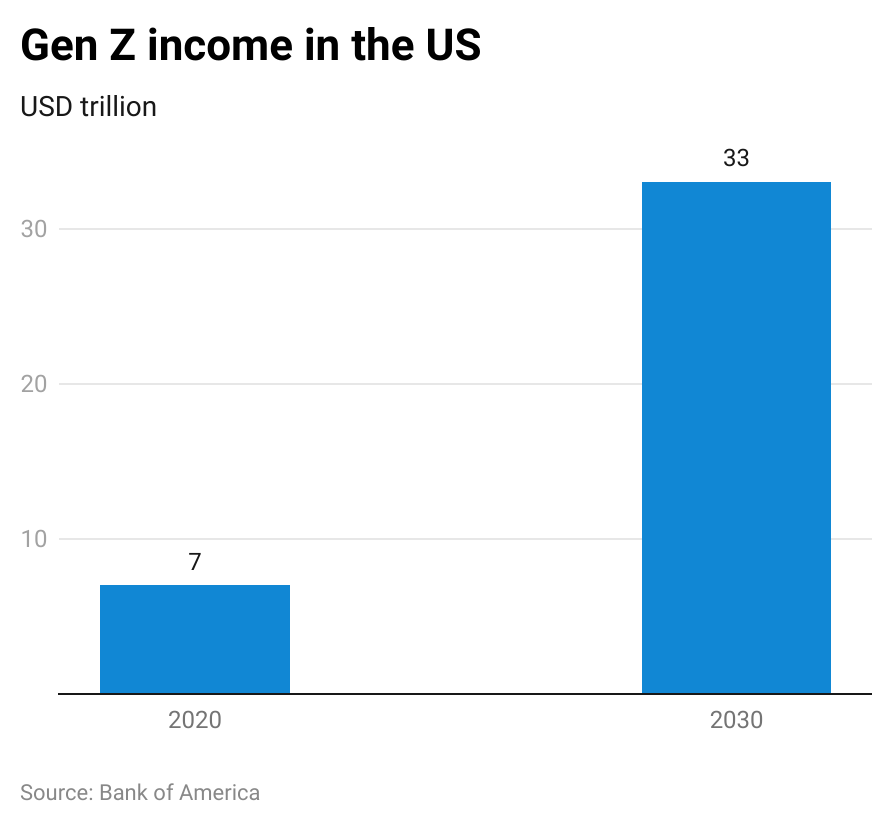 Gen Z income in the US
USD trillion
33
30
20
10
7
2020 2030
Source: Bank of America